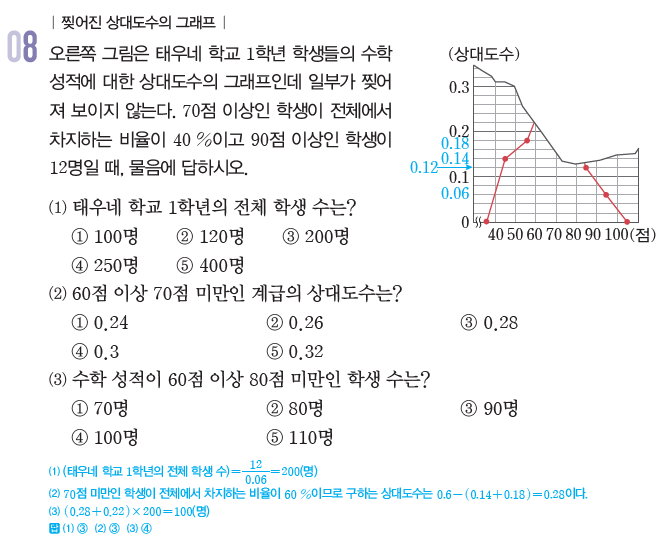 | 찢어진 상대도수의 그래프 |
08 오른쪽 그림은 태우네 학교 1학년 학생들의 수학
성적에 대한 상대도수의 그래프인데 일부가 찢어
져 보이지 않는다. 70점 이상인 학생이 전체에서
차지하는 비율이 40 %이고 90점 이상인 학생이
12명일 때, 물음에 답하시오.
(상대도수)
0.3
0.2
0.18
0.14
0.12
0.1
0.06
0
40 50 60 70 80 90 100(점)
(1) 태우네 학교 1학년의 전체 학생 수는?
① 100명 ② 120명 ③ 200명
④ 250명 ⑤ 400명
(2) 60점 이상 70점 미만인 계급의 상대도수는?
① 0.24 ② 0.26 ③ 0.28
④ 0.3 ⑤ 0.32
(3) 수학 성적이 60점 이상 80점 미만인 학생 수는?
① 70명 ② 80명 ③ 90명
④ 100명 ⑤ 110명
(1) (태우네 학교 1학년의 전체 학생 수)=12/0.06=200(명)
(2) 70점 미만인 학생이 전체에서 차지하는 비율이 60 %이므로 구하는 상대도수는 0.6-(0.14+0.18)=0.28이다.
(3) (0.28+0.22)×200=100(명)
답 (1) ③ (2) ③ (3) ④